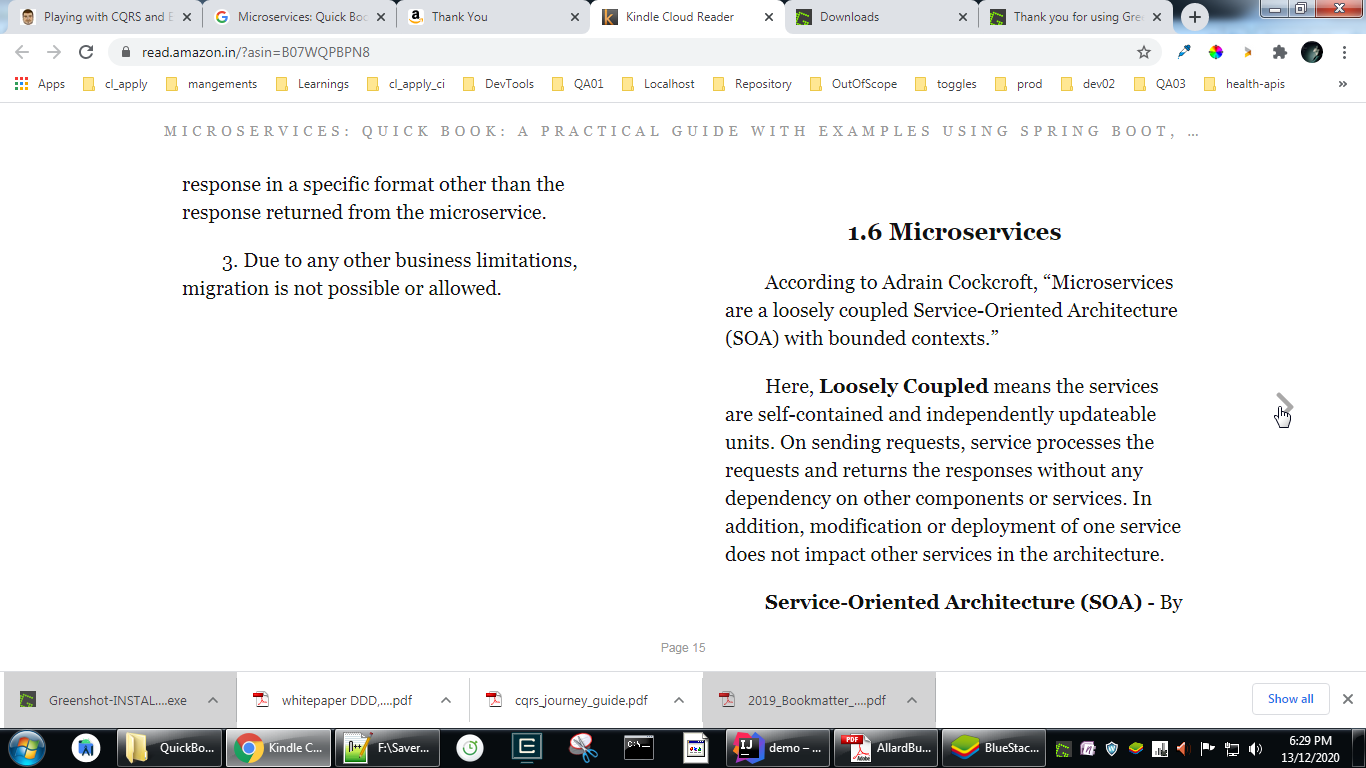 Playing with CQRS and E
Microservices: Quick Boo
Thank You
Kindle Cloud Reader
Downloads
Thank you for using Gre
read.amazon.in/?asin=B07WQPBPN8
Apps
cl_apply
mangements
Learnings
cl_apply_ci
DevTools
QA01
Localhost
Repository
OutOfScope
toggles
prod
dev02
QA03
health-apis
»
MICROSERVICES: QUICK BOOK: A PRACTICAL GUIDE WITH EXAMPLES USING SPRING BOOT, …
response in a specific format other than the
response returned from the microservice.
3. Due to any other business limitations,
migration is not possible or allowed.
1.6 Microservices
According to Adrain Cockcroft, “Microservices
are a loosely coupled Service-Oriented Architecture
(SOA) with bounded contexts.”
Here, Loosely Coupled means the services
are self-contained and independently updateable
units. On sending requests, service processes the
requests and returns the responses without any
dependency on other components or services. In
addition, modification or deployment of one service
does not impact other services in the architecture.
Service-Oriented Architecture (SOA) - By
Page 15
Greenshot-INSTAL....exe
whitepaper DDD,....pdf
cqrs_journey_guide.pdf
2019_Bookmatter_....pdf
Show all
QuickBo...
Kindle C...
F:\Saver...
demo – ...
AllardBu...
BlueStac...
6:29 PM
13/12/2020